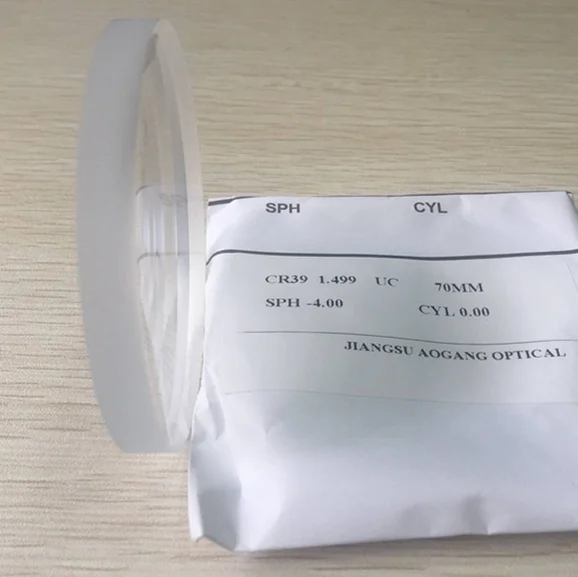 SPH CYL
CR39 1.499 UC 70MM
SPH -4.00 CYL 0.00
JIANGSU AOGANG OPTICAL